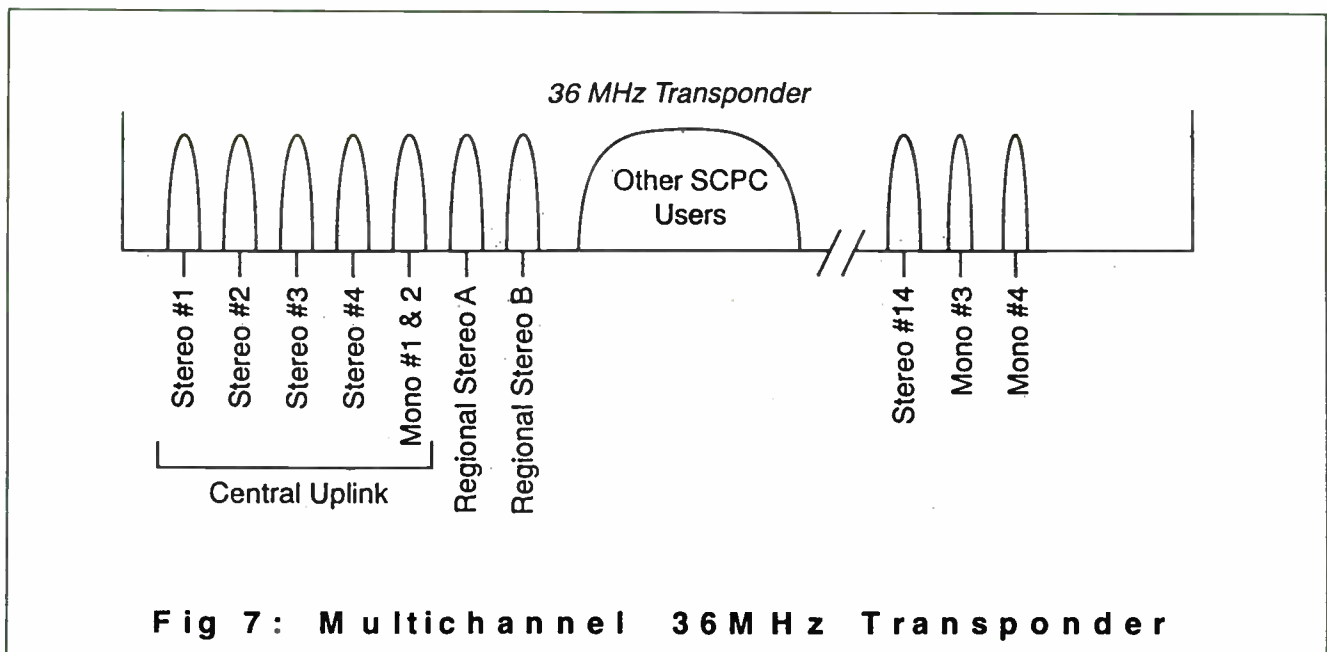 36 MHz Transponder
Other SCPC
Users
Stereo #1
Stereo #2
Stereo #3
Stereo #4
Mono #1 & 2
Regional Stereo A
Regional Stereo B
Stereo #14
Mono #3
Mono #4
Central Uplink
Fig 7: Multichannel 36MHz Transponder